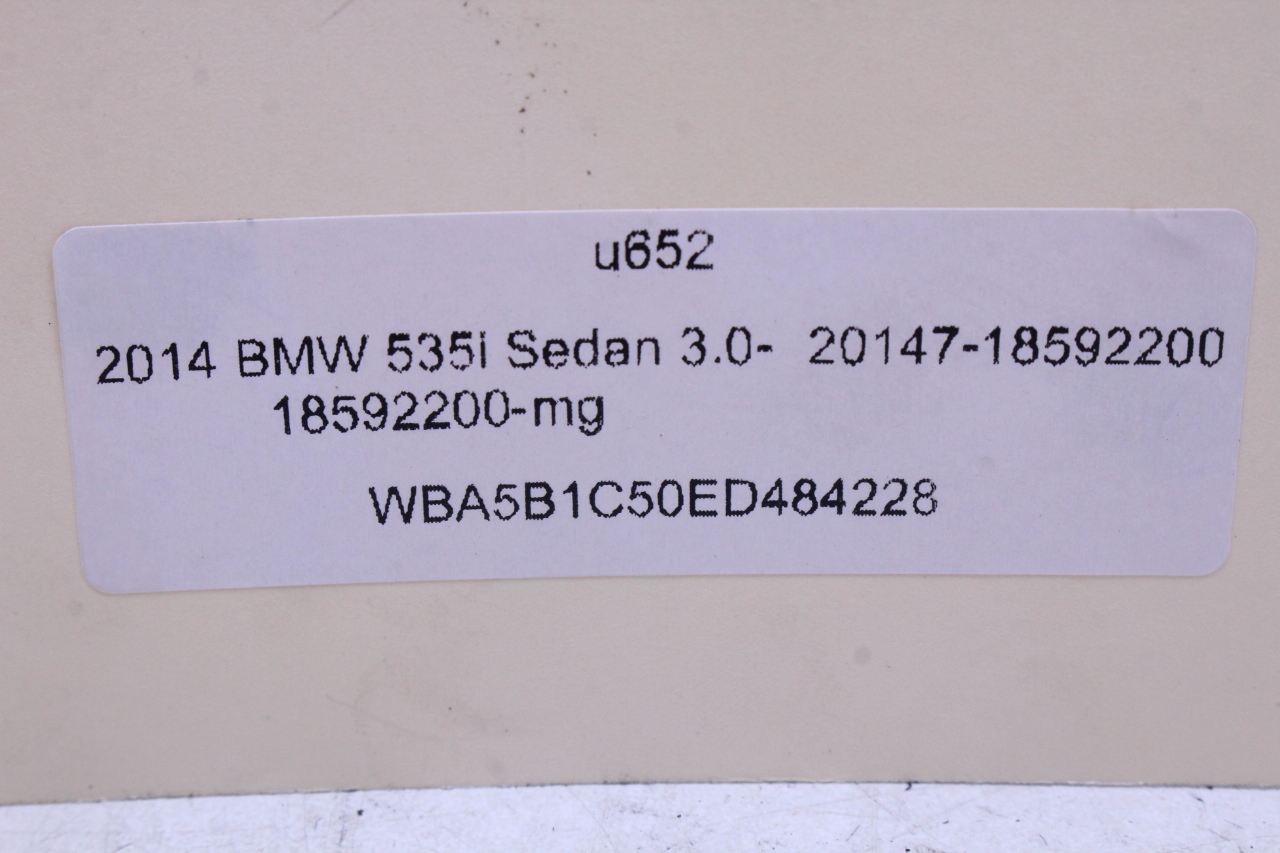 u652
2014 BMW 535i Sedan 3.0- 20147-18592200
18592200-mg
WBA5B1C50ED484228